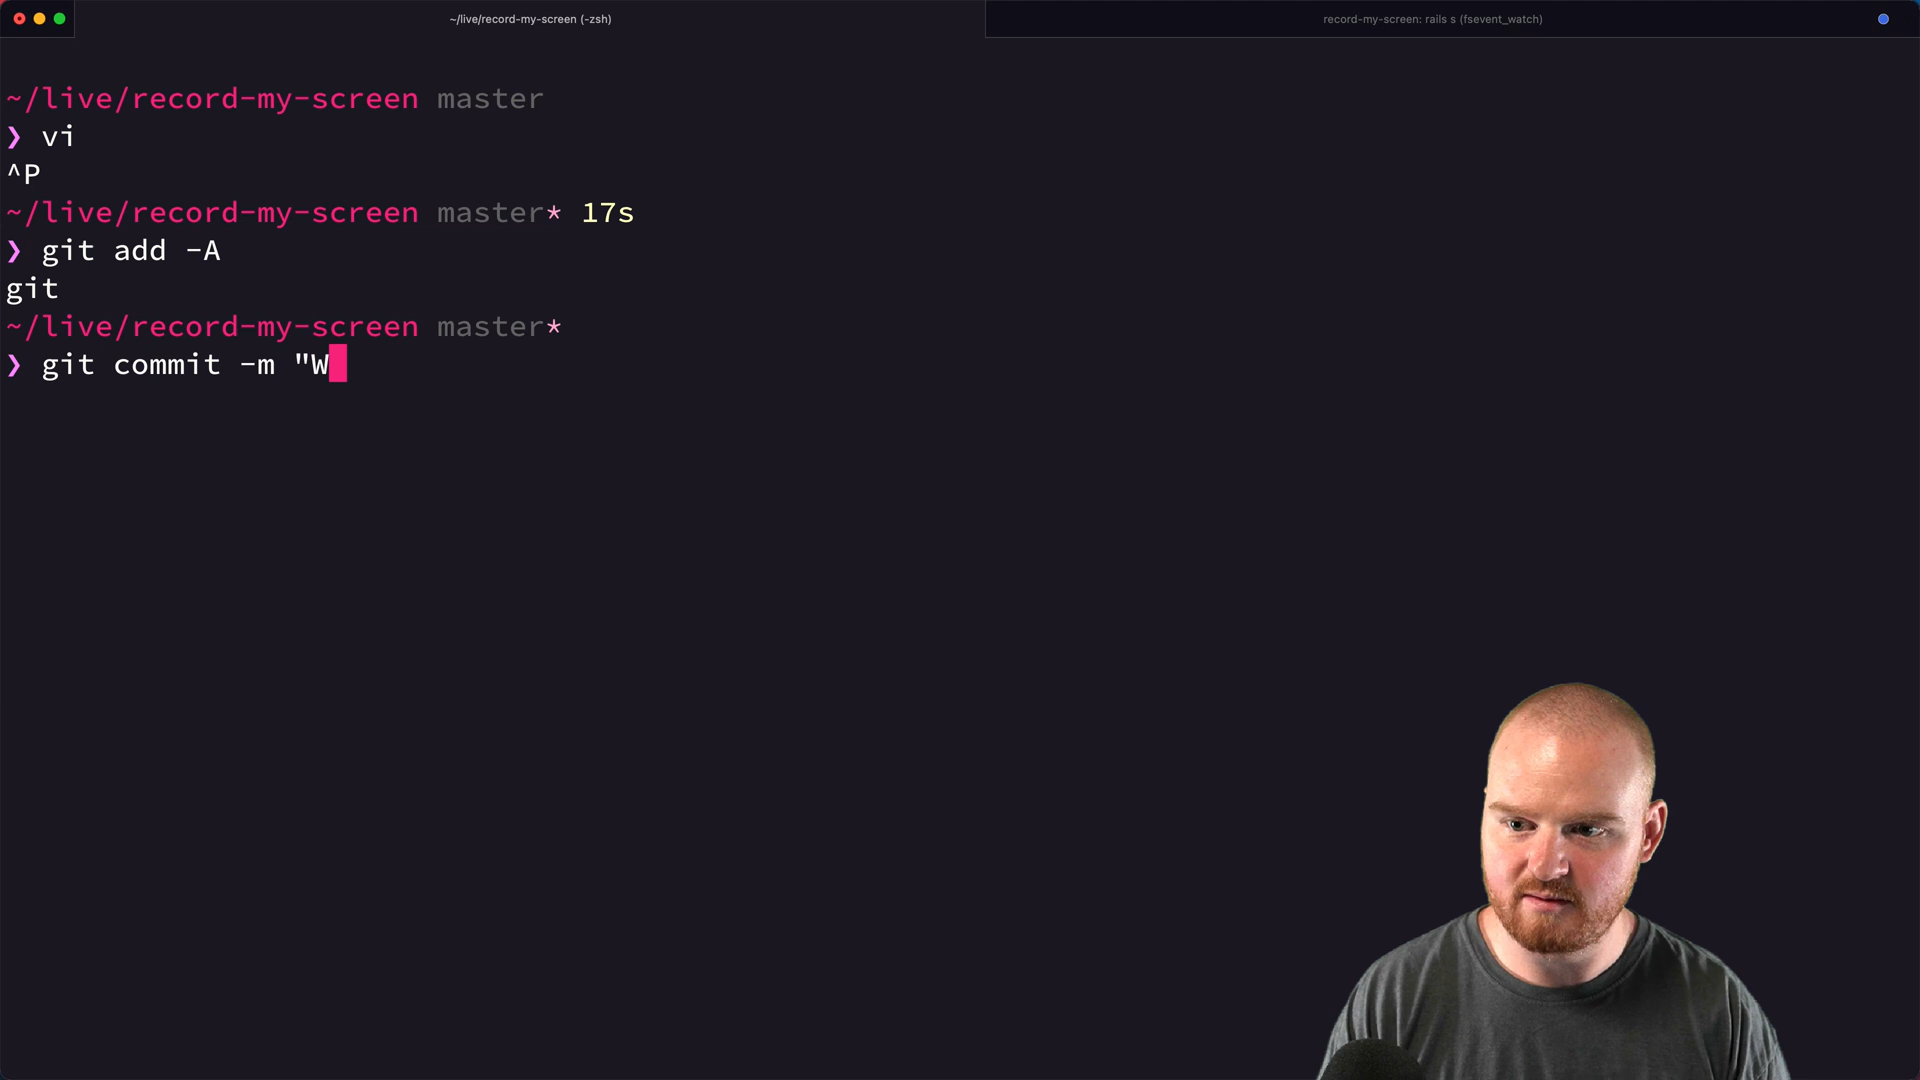 ~/live/record-my-screen (-zsh)
record-my-screen: rails s (fsevent_watch)
~/live/record-my-screen master
❯ vi
^P
~/live/record-my-screen master* 17s
❯ git add -A
git
~/live/record-my-screen master*
❯ git commit -m "W